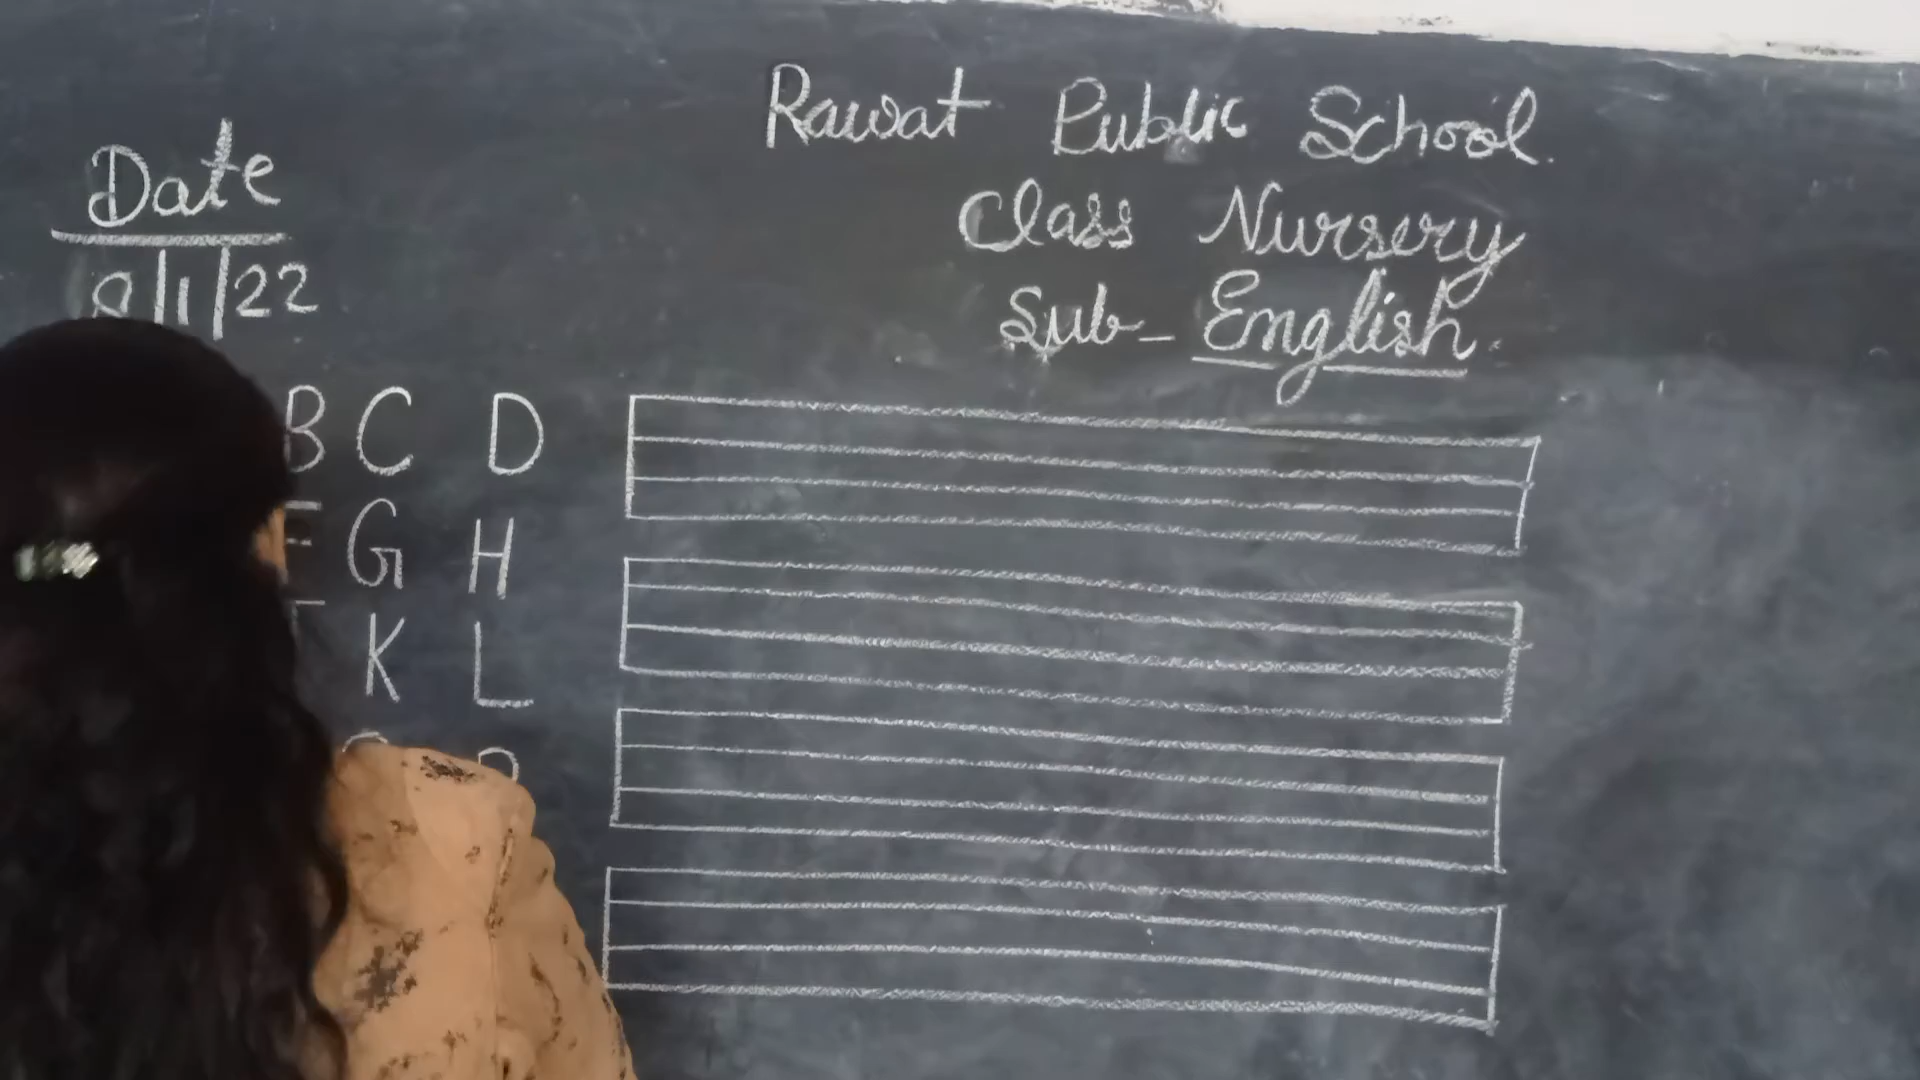 Rawat Public School.
Class Nursery
Sub- English.
Date
8/1/22
B C D
F G H
K L